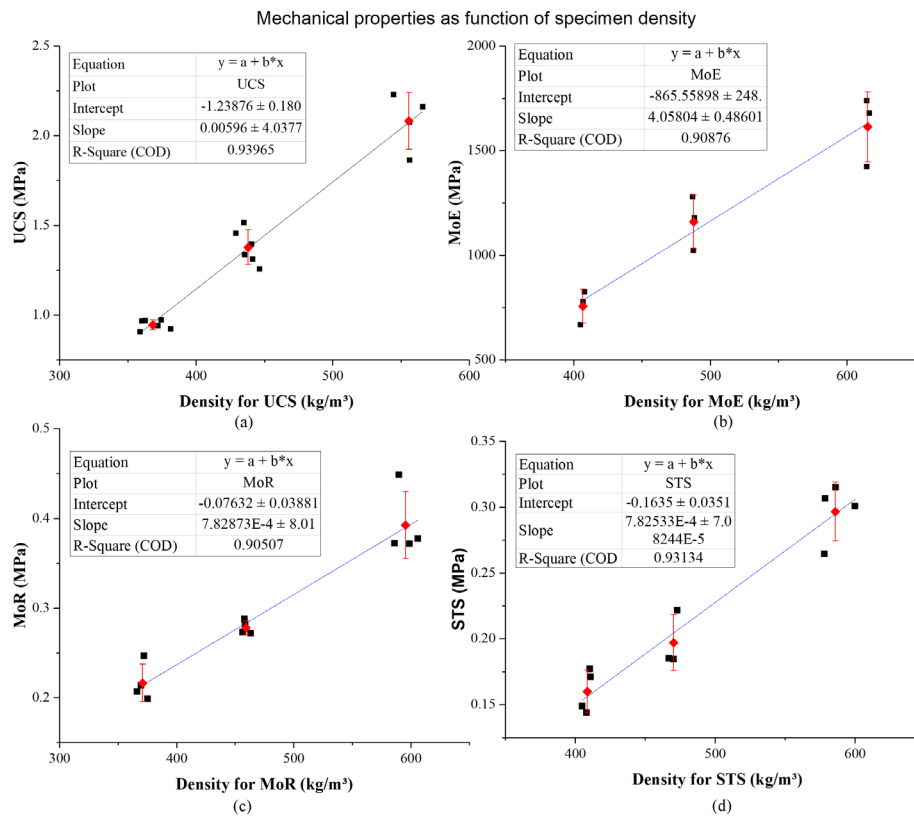 Mechanical properties as function of specimen density
2.5
2.0
1.5
1.0
300
400
500
600
UCS (MPa)
Equation y = a + b*x
Plot UCS
Intercept -1.23876 ± 0.180
Slope 0.00596 ± 4.0377
R-Square (COD) 0.93965
Density for UCS (kg/m³)
(a)
2000
1500
1000
500
400
500
600
MoE (MPa)
Equation y = a + b*x
Plot MoE
Intercept -865.55898 ± 248.
Slope 4.05804 ± 0.48601
R-Square (COD) 0.90876
Density for MoE (kg/m³)
(b)
0.5
0.4
0.3
0.2
300
400
500
600
MoR (MPa)
Equation y = a + b*x
Plot MoR
Intercept -0.07632 ± 0.03881
Slope 7.82873E-4 ± 8.01
R-Square (COD) 0.90507
Density for MoR (kg/m³)
(c)
0.35
0.30
0.25
0.20
0.15
400
500
600
STS (MPa)
Equation y = a + b*x
Plot STS
Intercept -0.1635 ± 0.0351
Slope 7.82533E-4 ± 7.0
8244E-5
R-Square (COD 0.93134
Density for STS (kg/m³)
(d)